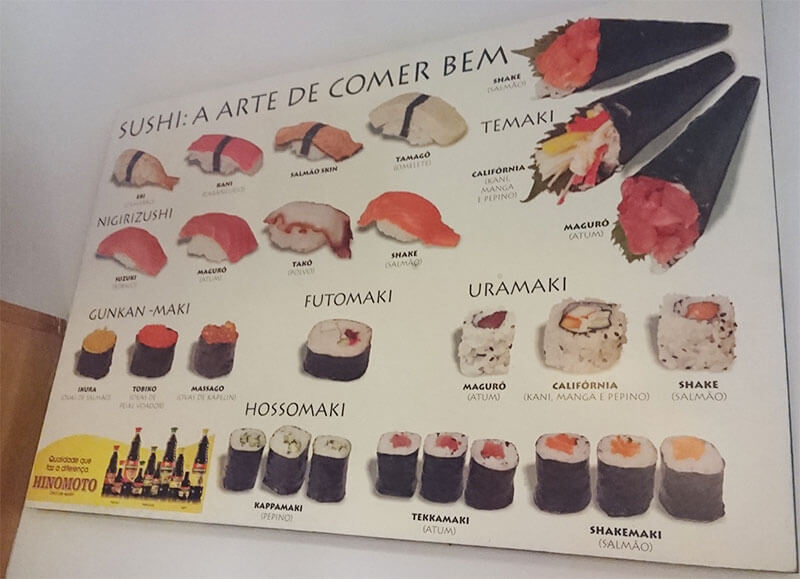 SUSHI: A ARTE DE COMER BEM
SHAKE
(SALMÃO)
TEMAKI
CALIFÓRNIA
(KANI,
MANGA
E PEPINO)
MAGURÔ
(ATUM)
EBI
(CAMARÃO)
KANI
(CARANGUEJO)
SALMÃO SKIN
TAMAGÔ
(OMELETE)
NIGIRIZUSHI
SUZUKI
MAGURÔ
(ATUM)
TAKÔ
(POLVO)
SHAKE
(SALMÃO)
GUNKAN-MAKI
IKURA
(OVAS DE SALMÃO)
TOBIKO
(OVAS DE
PEIXE VOADOR)
MASSAGO
(OVAS DE KAPELIN)
FUTOMAKI
URAMAKI
MAGURÔ
(ATUM)
CALIFÓRNIA
(KANI, MANGA E PEPINO)
SHAKE
(SALMÃO)
HOSSOMAKI
KAPPAMAKI
(PEPINO)
TEKKAMAKI
(ATUM)
SHAKEMAKI
(SALMÃO)
Qualidade que
faz a diferença
HINOMOTO